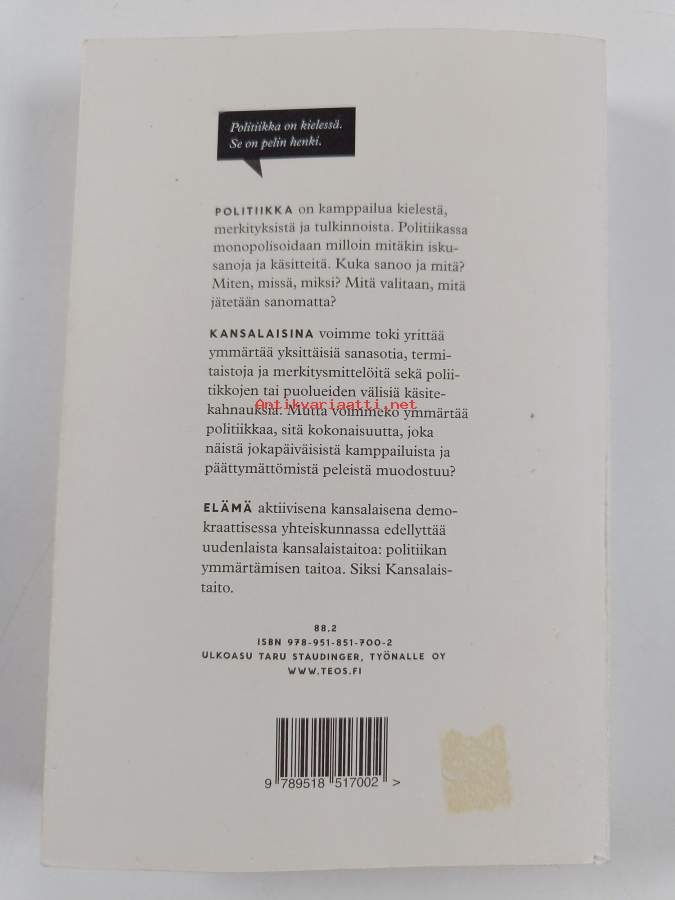 Politiikka on kielessä.
Se on pelin henki.
POLITIIKKA on kamppailua kielestä,
merkityksistä ja tulkinnoista. Politiikassa
monopolisoidaan milloin mitäkin isku-
sanoja ja käsitteitä. Kuka sanoo ja mitä?
Miten, missä, miksi? Mitä valitaan, mitä
jätetään sanomatta?
KANSALAISINA voimme toki yrittää
ymmärtää yksittäisiä sanasotia, termi-
taistoja ja merkitysmittelöitä sekä polii-
tikkojen tai puolueiden välisiä käsite-
Antikvariaatti.net
kahnauksia. Mutta voimmeko ymmärtää
politiikkaa, sitä kokonaisuutta, joka
näistä jokapäiväisistä kamppailuista ja
päättymättömistä peleistä muodostuu?
ELÄMÄ aktiivisena kansalaisena demo-
kraattisessa yhteiskunnassa edellyttää
uudenlaista kansalaistaitoa: politiikan
ymmärtämisen taitoa. Siksi Kansalais-
taito.
88.2
ISBN 978-951-851-700-2
ULKOASU TARU STAUDINGER, TYÖNALLE OY
WWW.TEOS.FI
9 789518 517002 >